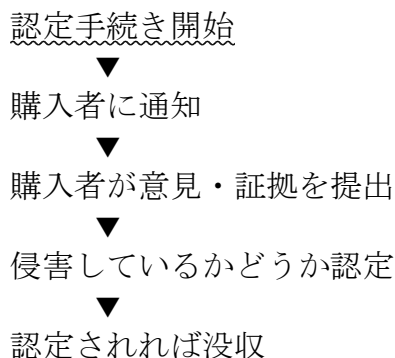 認定手続き開始
▼
購入者に通知
▼
購入者が意見・証拠を提出
▼
侵害しているかどうか認定
▼
認定されれば没収